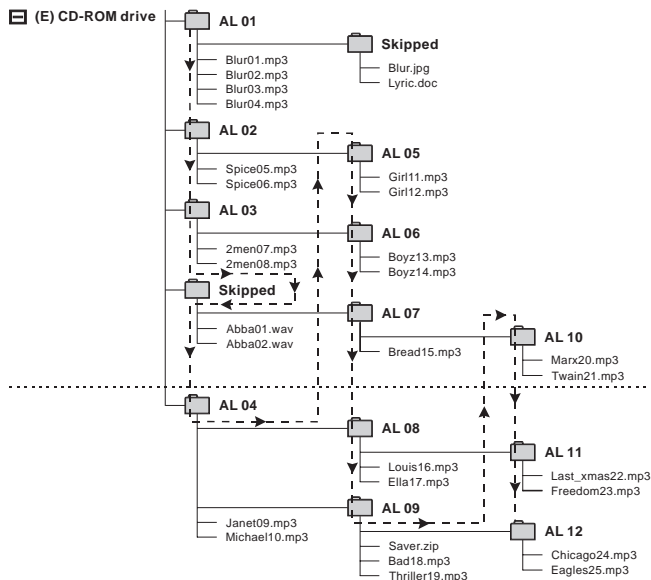 (E) CD-ROM drive
AL 01
Blur01.mp3
Blur02.mp3
Blur03.mp3
Blur04.mp3
Skipped
Blur.jpg
Lyric.doc
AL 02
Spice05.mp3
Spice06.mp3
AL 05
Girl11.mp3
Girl12.mp3
AL 03
2men07.mp3
2men08.mp3
AL 06
Boyz13.mp3
Boyz14.mp3
Skipped
Abba01.wav
Abba02.wav
AL 07
Bread15.mp3
AL 10
Marx20.mp3
Twain21.mp3
AL 04
Janet09.mp3
Michael10.mp3
AL 08
Louis16.mp3
Ella17.mp3
AL 11
Last_xmas22.mp3
Freedom23.mp3
AL 09
Saver.zip
Bad18.mp3
Thriller19.mp3
AL 12
Chicago24.mp3
Eagles25.mp3